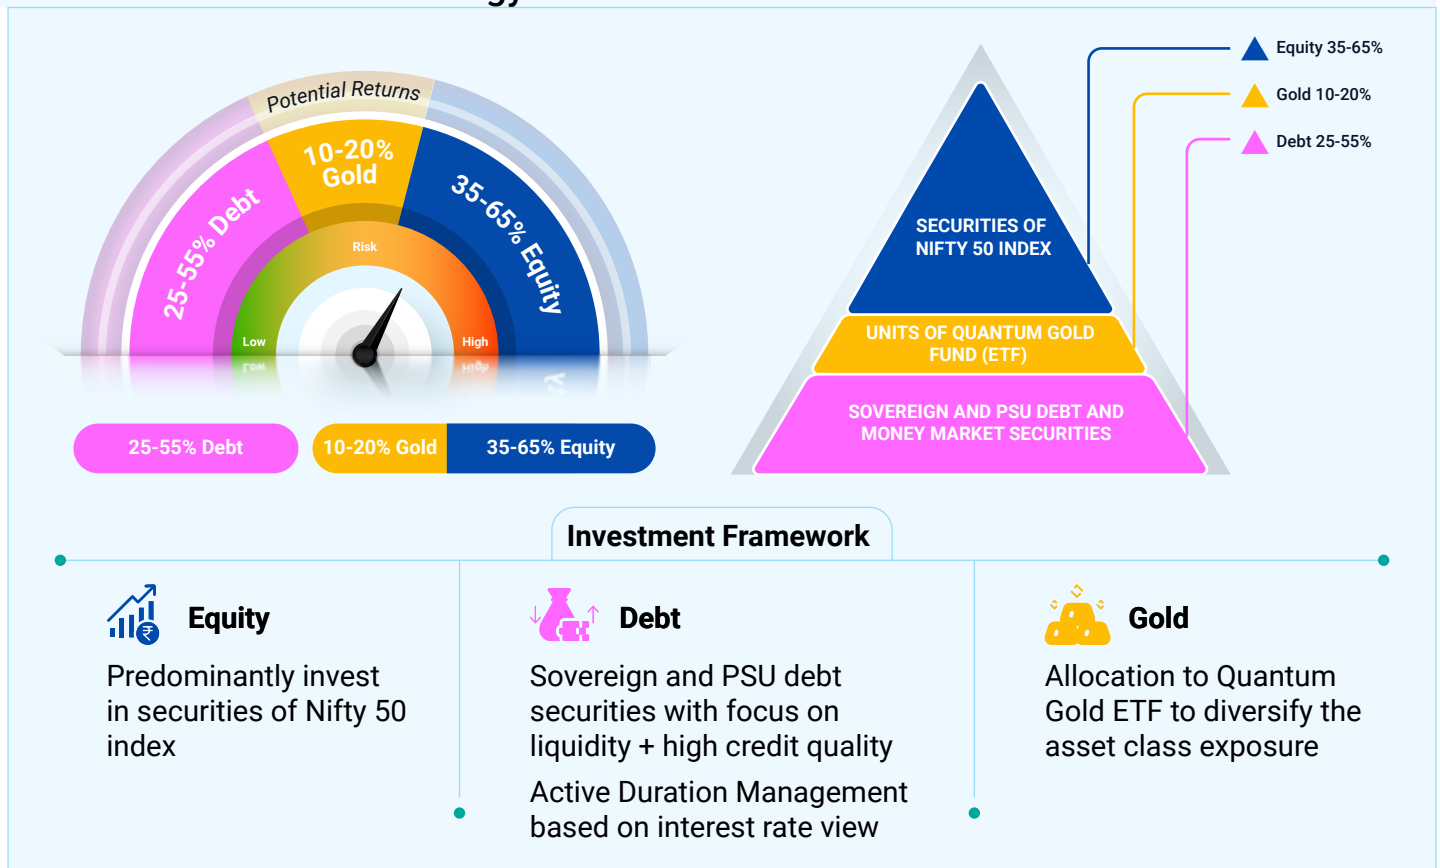 gy
Potential Returns
25-55% Debt
10-20%
Gold
35-65% Equity
Risk
Low
High
25-55% Debt
10-20% Gold
35-65% Equity
Equity 35-65%
Gold 10-20%
Debt 25-55%
SECURITIES OF
NIFTY 50 INDEX
UNITS OF QUANTUM GOLD
FUND (ETF)
SOVEREIGN AND PSU DEBT AND
MONEY MARKET SECURITIES
Investment Framework
Equity
Predominantly invest
in securities of Nifty 50
index
Debt
Sovereign and PSU debt
securities with focus on
liquidity + high credit quality
Active Duration Management
based on interest rate view
Gold
Allocation to Quantum
Gold ETF to diversify the
asset class exposure